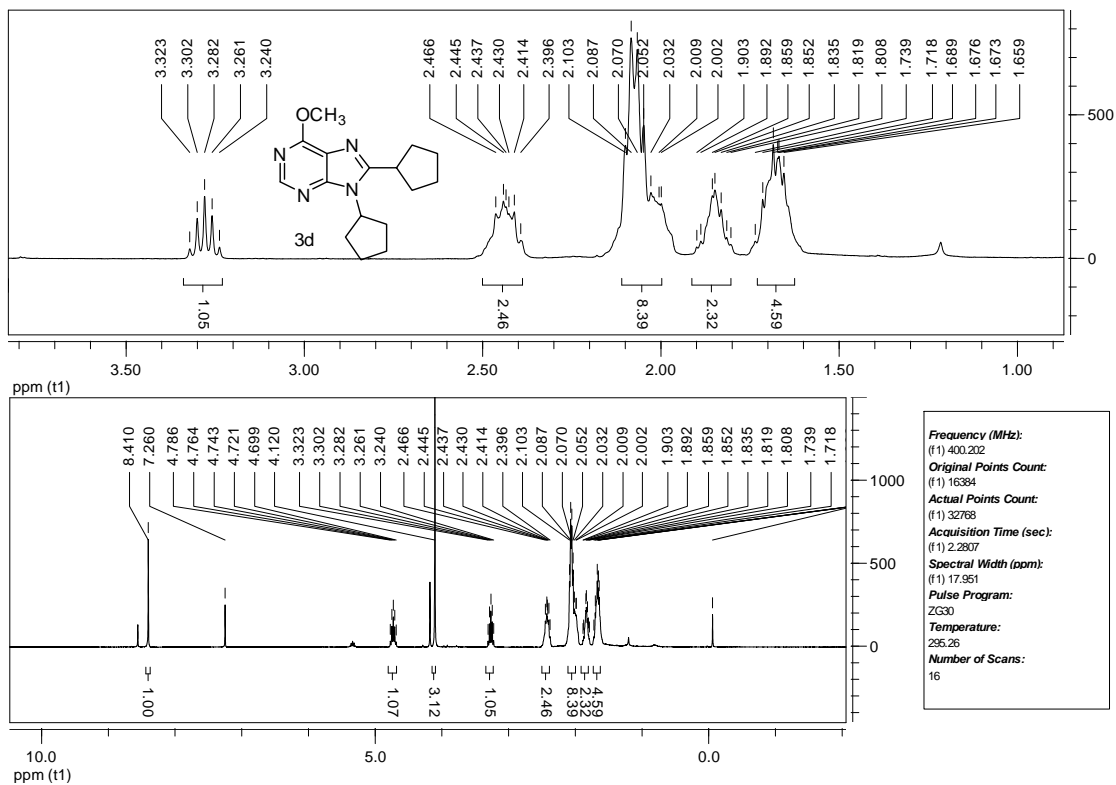 3.323 3.302 3.282 3.261 3.240 2.466 2.445 2.437 2.430 2.414 2.396 2.103 2.087 2.070 2.052 2.032 2.009 2.002 1.903 1.892 1.859 1.852 1.835 1.819 1.808 1.739 1.718 1.689 1.676 1.673 1.659
500
0
OCH3
N
N
N
N
3d
1.05 2.46 8.39 2.32 4.59
3.50 3.00 2.50 2.00 1.50 1.00
ppm (t1)
8.410 7.260 4.786 4.764 4.743 4.721 4.699 4.120 3.323 3.302 3.282 3.261 3.240 2.466 2.445 2.437 2.430 2.414 2.396 2.103 2.087 2.070 2.052 2.032 2.009 2.002 1.903 1.892 1.859 1.852 1.835 1.819 1.808 1.739 1.718
1000
500
0
1.00 1.07 3.12 1.05 2.46 8.39 2.32 4.59
10.0 5.0 0.0
ppm (t1)
Frequency (MHz):
(f1) 400.202
Original Points Count:
(f1) 16384
Actual Points Count:
(f1) 32768
Acquisition Time (sec):
(f1) 2.2807
Spectral Width (ppm):
(f1) 17.951
Pulse Program:
ZG30
Temperature:
295.26
Number of Scans:
16